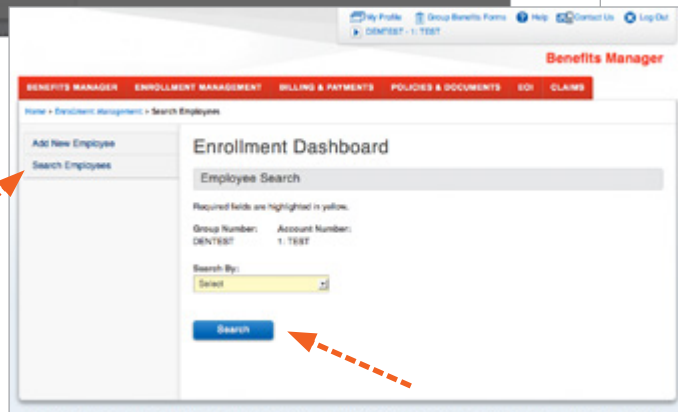 My Profile Group Benefits Forms Help Contact Us Log Out
DENTEST - 1: TEST
Benefits Manager
BENEFITS MANAGER ENROLLMENT MANAGEMENT BILLING & PAYMENTS POLICIES & DOCUMENTS EOI CLAIMS
Home > Enrollment Management > Search Employees
Add New Employee
Search Employees
Enrollment Dashboard
Employee Search
Required fields are highlighted in yellow.
Group Number: Account Number:
DENTEST 1: TEST
Search By:
Select
Search